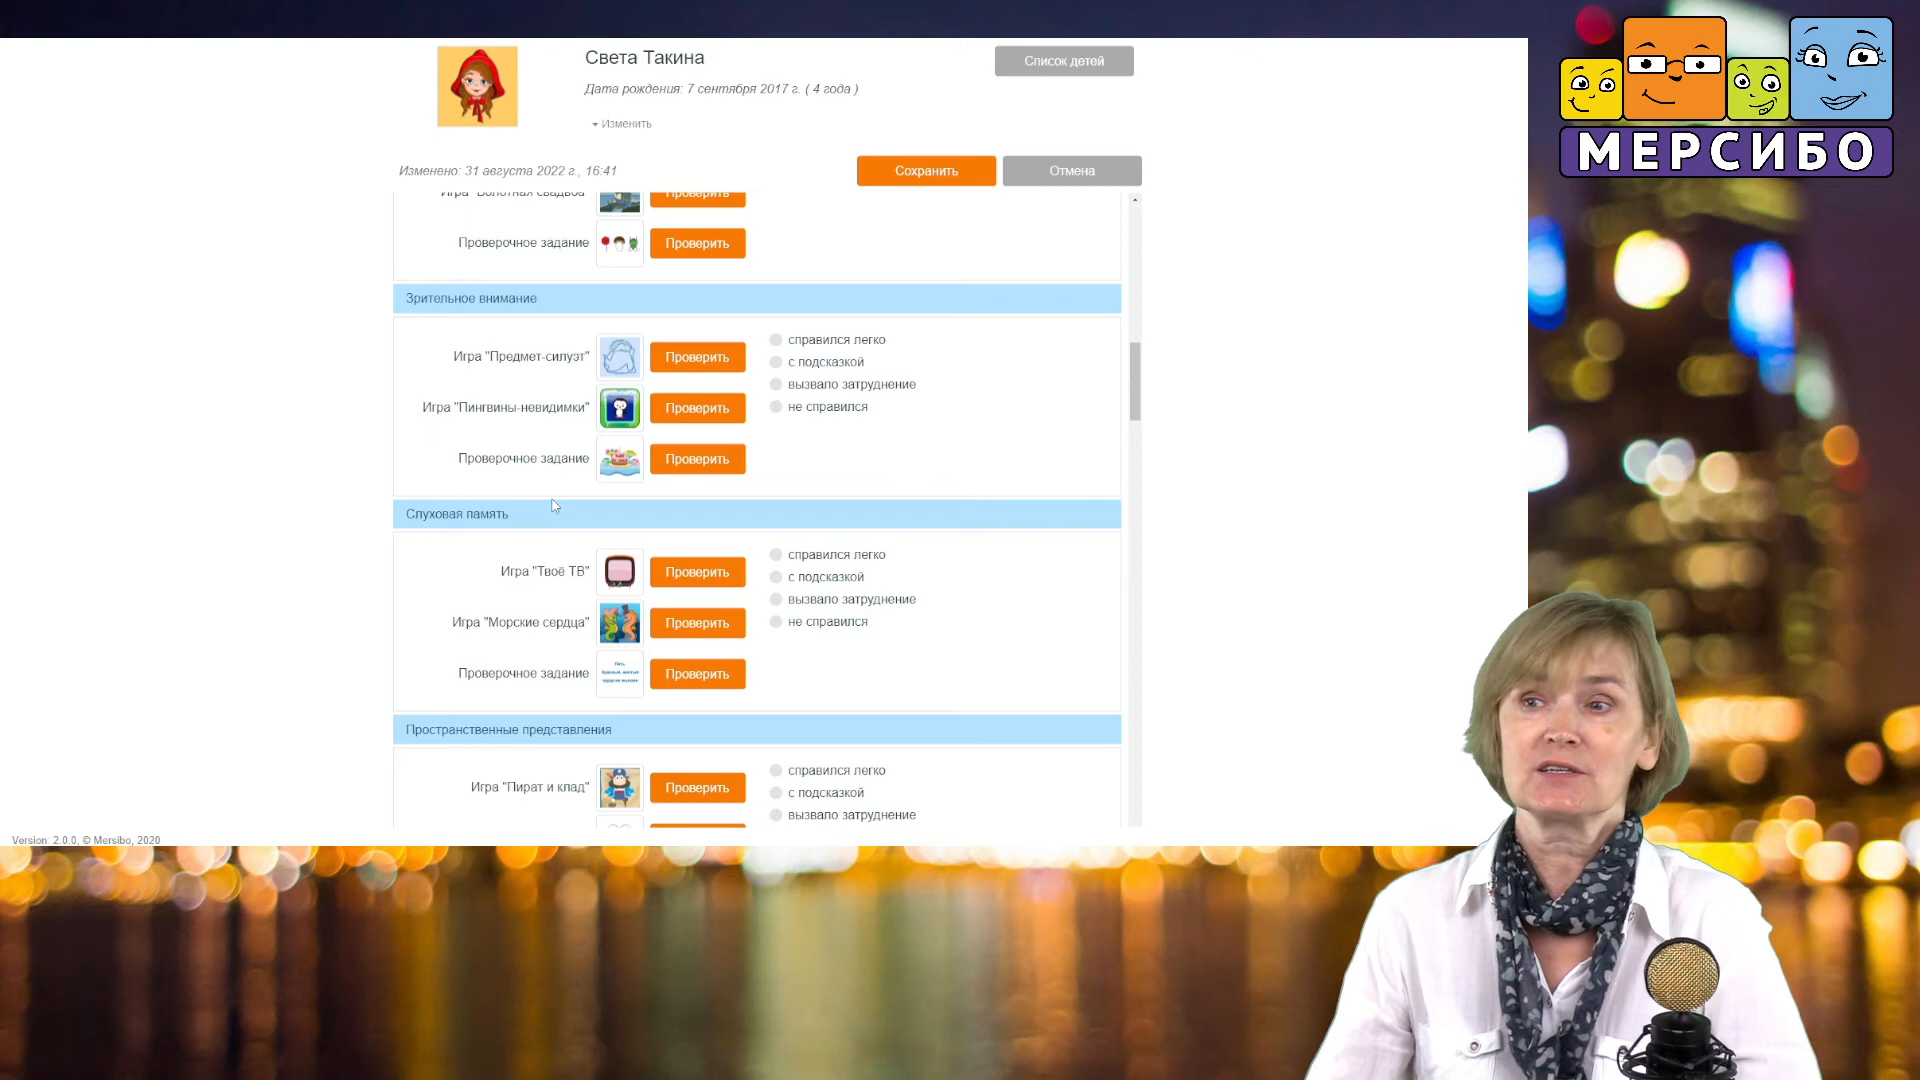 Света Такина
Список детей
Дата рождения: 7 сентября 2017 г. ( 4 года )
Изменить
МЕРСИБО
Изменено: 31 августа 2022 г., 16:41
Сохранить
Отмена
Игра "Болотная свадьба"
Проверить
Проверочное задание
Проверить
Зрительное внимание
Игра "Предмет-силуэт"
Проверить
справился легко
с подсказкой
вызвало затруднение
не справился
Игра "Пингвины-невидимки"
Проверить
Проверочное задание
Проверить
Слуховая память
Игра "Твоё ТВ"
Проверить
справился легко
с подсказкой
вызвало затруднение
не справился
Игра "Морские сердца"
Проверить
Проверочное задание
Проверить
Пространственные представления
Игра "Пират и клад"
Проверить
справился легко
с подсказкой
вызвало затруднение
Version: 2.0.0, © Mersibo, 2020